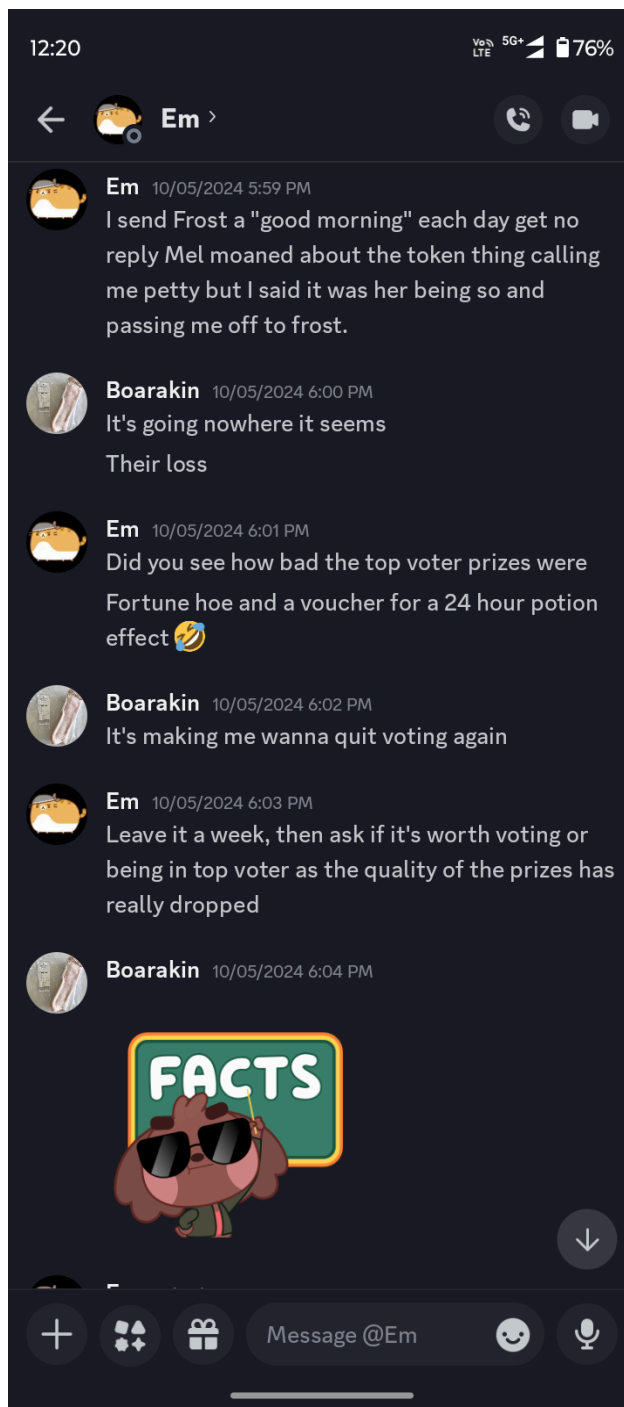 12:20
Vo LTE 5G+ 76%
Em
Em 10/05/2024 5:59 PM
I send Frost a "good morning" each day get no
reply Mel moaned about the token thing calling
me petty but I said it was her being so and
passing me off to frost.
Boarakin 10/05/2024 6:00 PM
It's going nowhere it seems
Their loss
Em 10/05/2024 6:01 PM
Did you see how bad the top voter prizes were
Fortune hoe and a voucher for a 24 hour potion
effect 🤣
Boarakin 10/05/2024 6:02 PM
It's making me wanna quit voting again
Em 10/05/2024 6:03 PM
Leave it a week, then ask if it's worth voting or
being in top voter as the quality of the prizes has
really dropped
Boarakin 10/05/2024 6:04 PM
FACTS
Message @Em